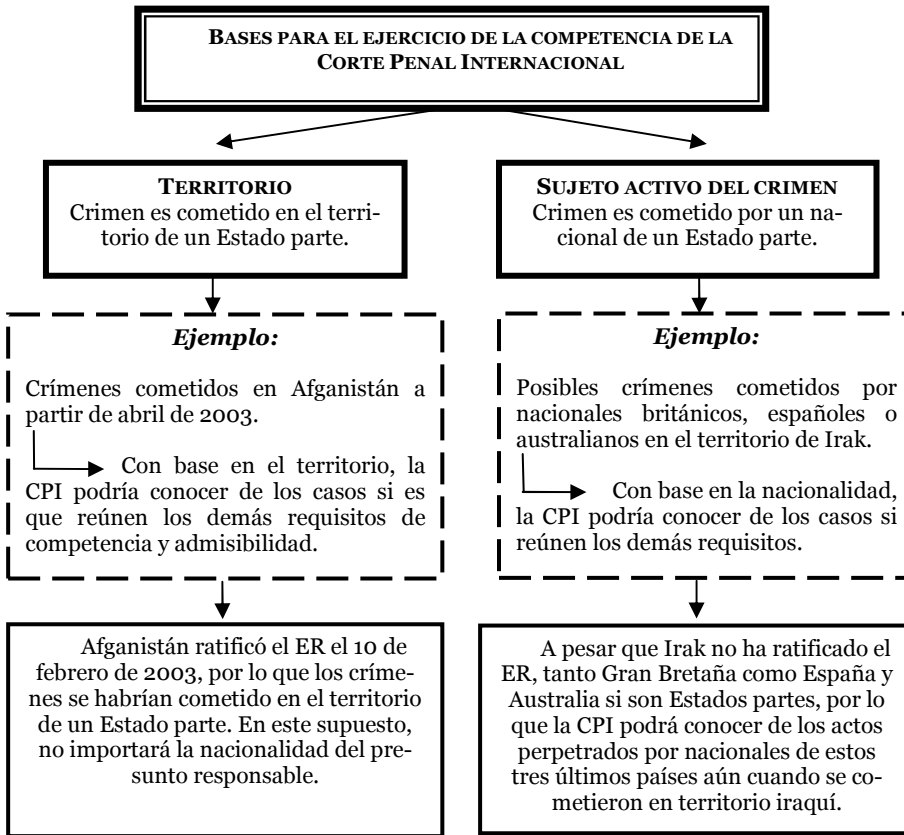 BASES PARA EL EJERCICIO DE LA COMPETENCIA DE LA
CORTE PENAL INTERNACIONAL
TERRITORIO
Crimen es cometido en el terri-
torio de un Estado parte.
SUJETO ACTIVO DEL CRIMEN
Crimen es cometido por un na-
cional de un Estado parte.
Ejemplo:
Crímenes cometidos en Afganistán a
partir de abril de 2003.
Con base en el territorio, la
CPI podría conocer de los casos si es
que reúnen los demás requisitos de
competencia y admisibilidad.
Ejemplo:
Posibles crímenes cometidos por
nacionales británicos, españoles o
australianos en el territorio de Irak.
Con base en la nacionalidad,
la CPI podría conocer de los casos si
reúnen los demás requisitos.
Afganistán ratificó el ER el 10 de
febrero de 2003, por lo que los críme-
nes se habrían cometido en el territorio
de un Estado parte. En este supuesto,
no importará la nacionalidad del pre-
sunto responsable.
A pesar que Irak no ha ratificado el
ER, tanto Gran Bretaña como España y
Australia si son Estados partes, por lo
que la CPI podrá conocer de los actos
perpetrados por nacionales de estos
tres últimos países aún cuando se co-
metieron en territorio iraquí.